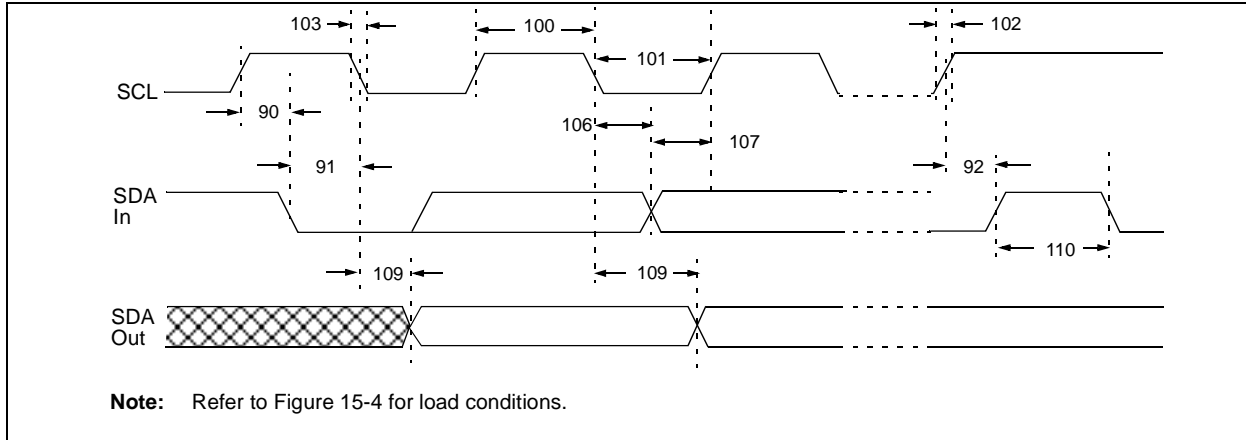 103
100
102
101
SCL
90
106
107
91
92
SDA
In
109
109
110
SDA
Out
Note: Refer to Figure 15-4 for load conditions.